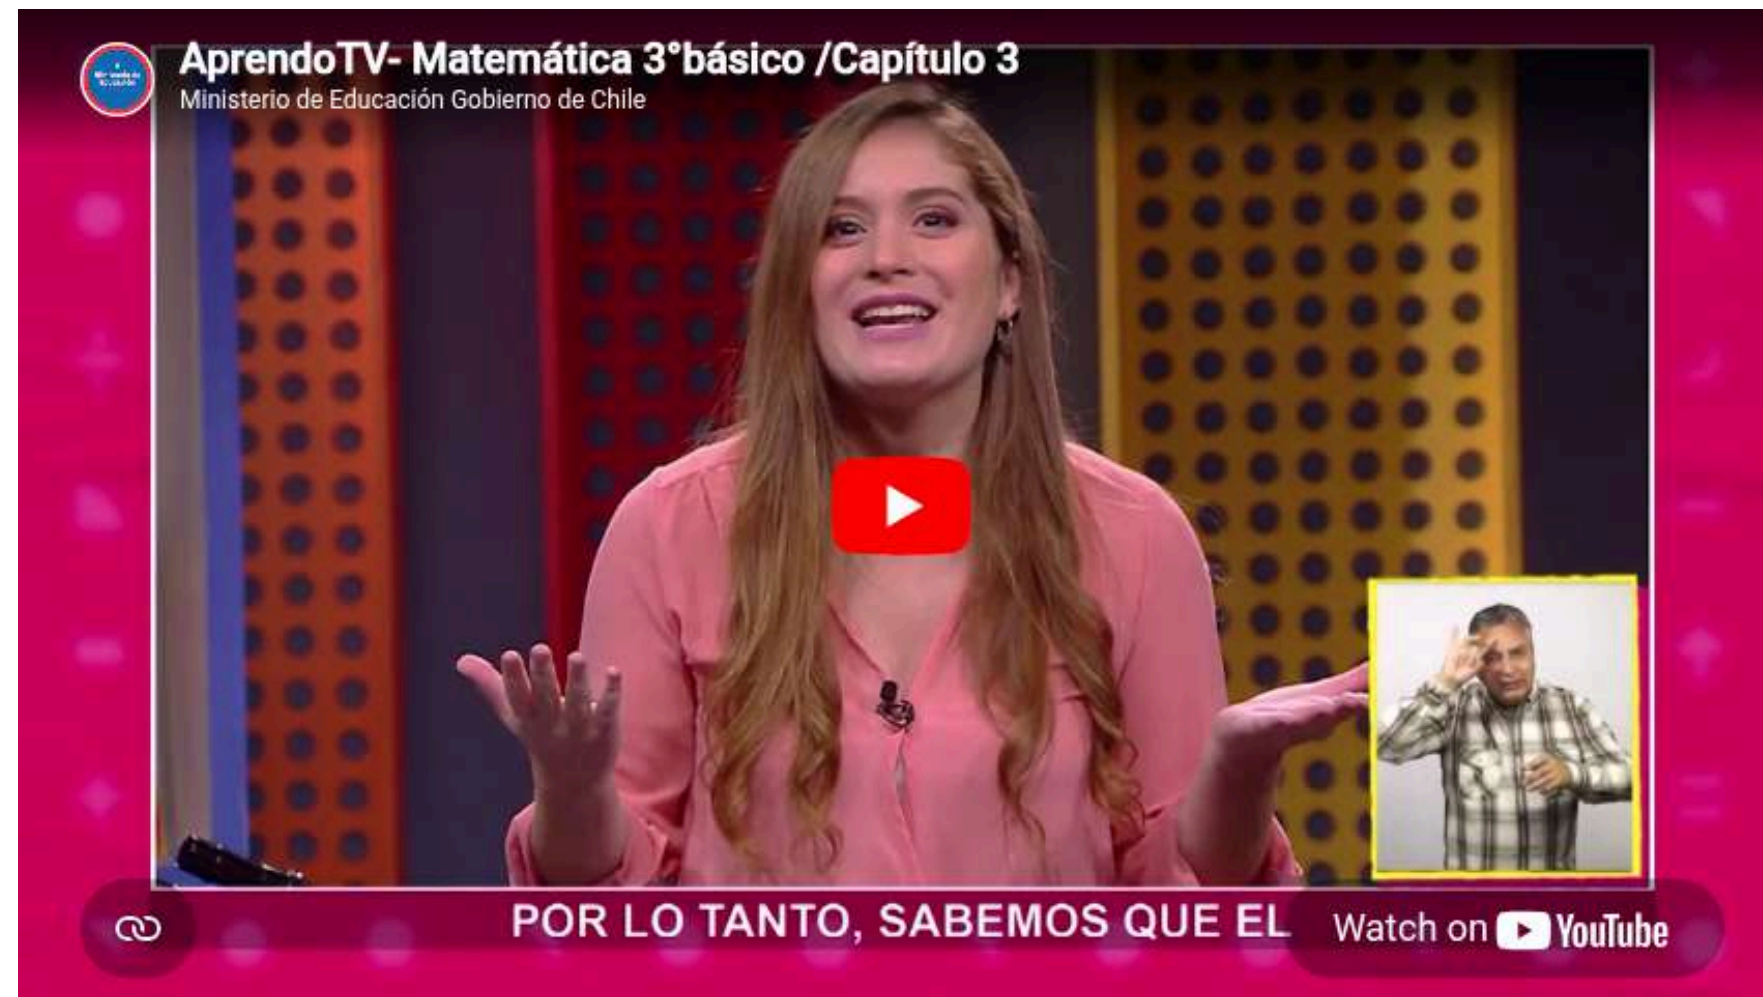 AprendoTV- Matemática 3°básico /Capítulo 3
Ministerio de Educación Gobierno de Chile
POR LO TANTO, SABEMOS QUE EL
Watch on YouTube